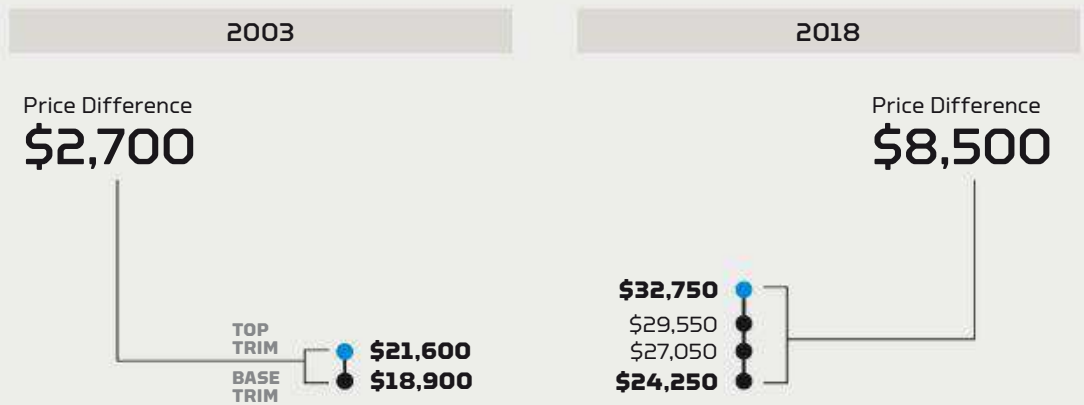 2003
Price Difference
$2,700
TOP
TRIM
$21,600
BASE
TRIM
$18,900
2018
Price Difference
$8,500
$32,750
$29,550
$27,050
$24,250